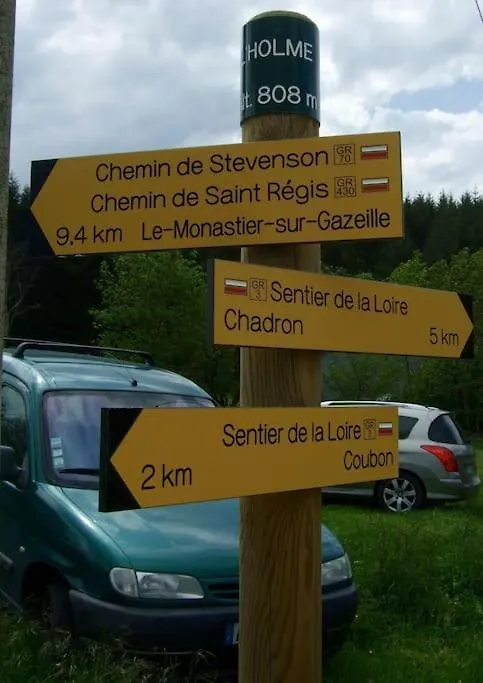 L'HOLME
Alt. 808 m
Chemin de Stevenson GR 70
Chemin de Saint Régis GR 430
9.4 km Le-Monastier-sur-Gazeille
GR 3 Sentier de la Loire
Chadron 5 km
Sentier de la Loire GR 3
2 km Coubon